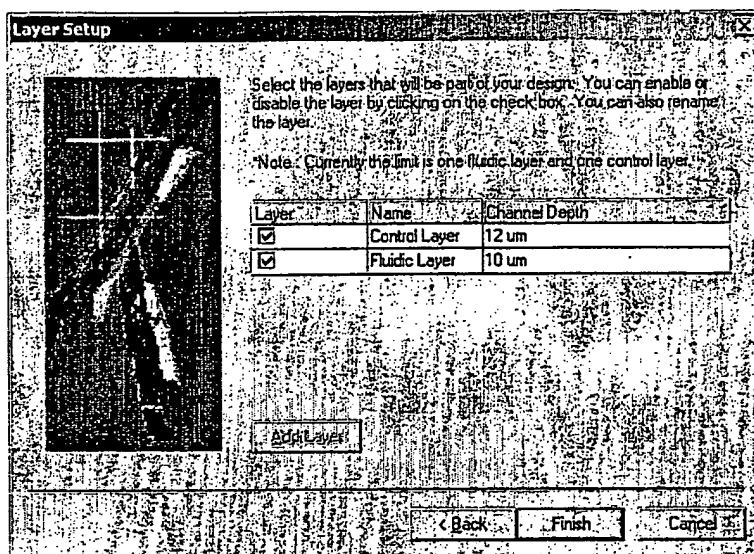 Layer Setup
Select the layers that will be part of your design. You can enable or
disable the layer by clicking on the check box. You can also rename
the layer.
*Note: Currently the limit is one fluidic layer and one control layer.
Layer Name Channel Depth
Control Layer 12 um
Fluidic Layer 10 um
Add Layer
< Back Finish Cancel